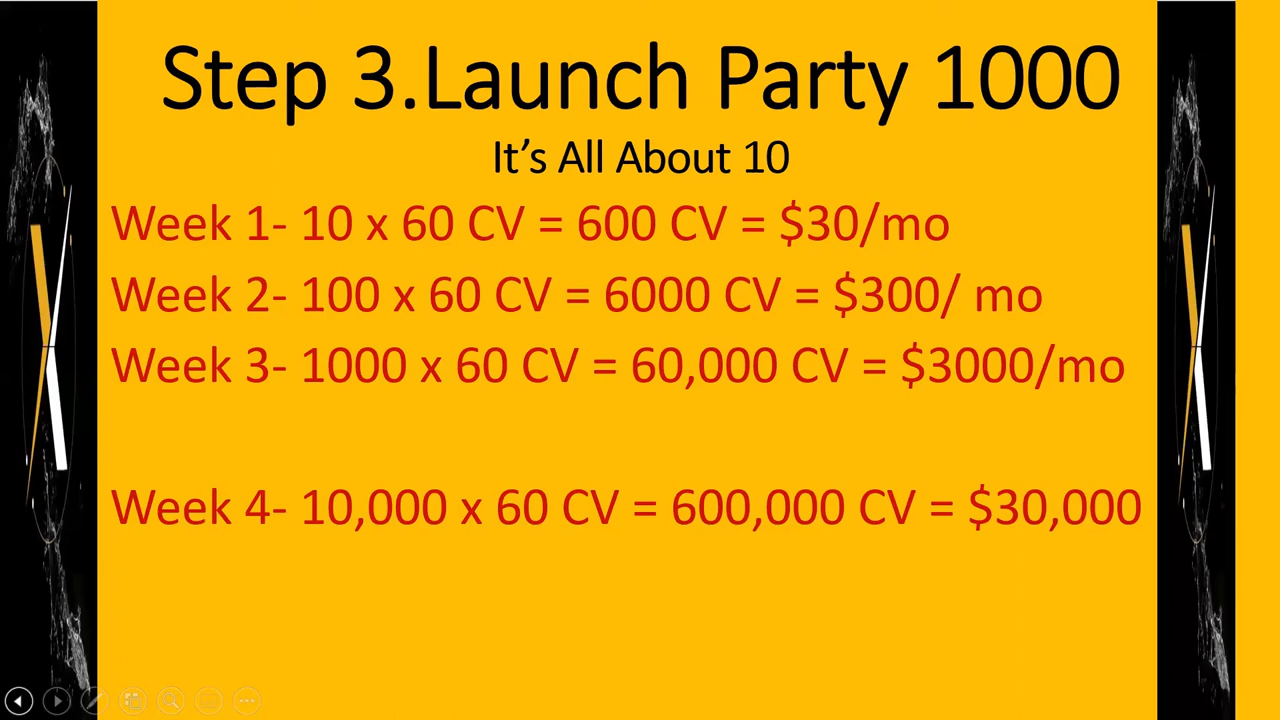 Step 3.Launch Party 1000
It's All About 10
Week 1- 10 x 60 CV = 600 CV = $30/mo
Week 2- 100 x 60 CV = 6000 CV = $300/ mo
Week 3- 1000 x 60 CV = 60,000 CV = $3000/mo
Week 4- 10,000 x 60 CV = 600,000 CV = $30,000